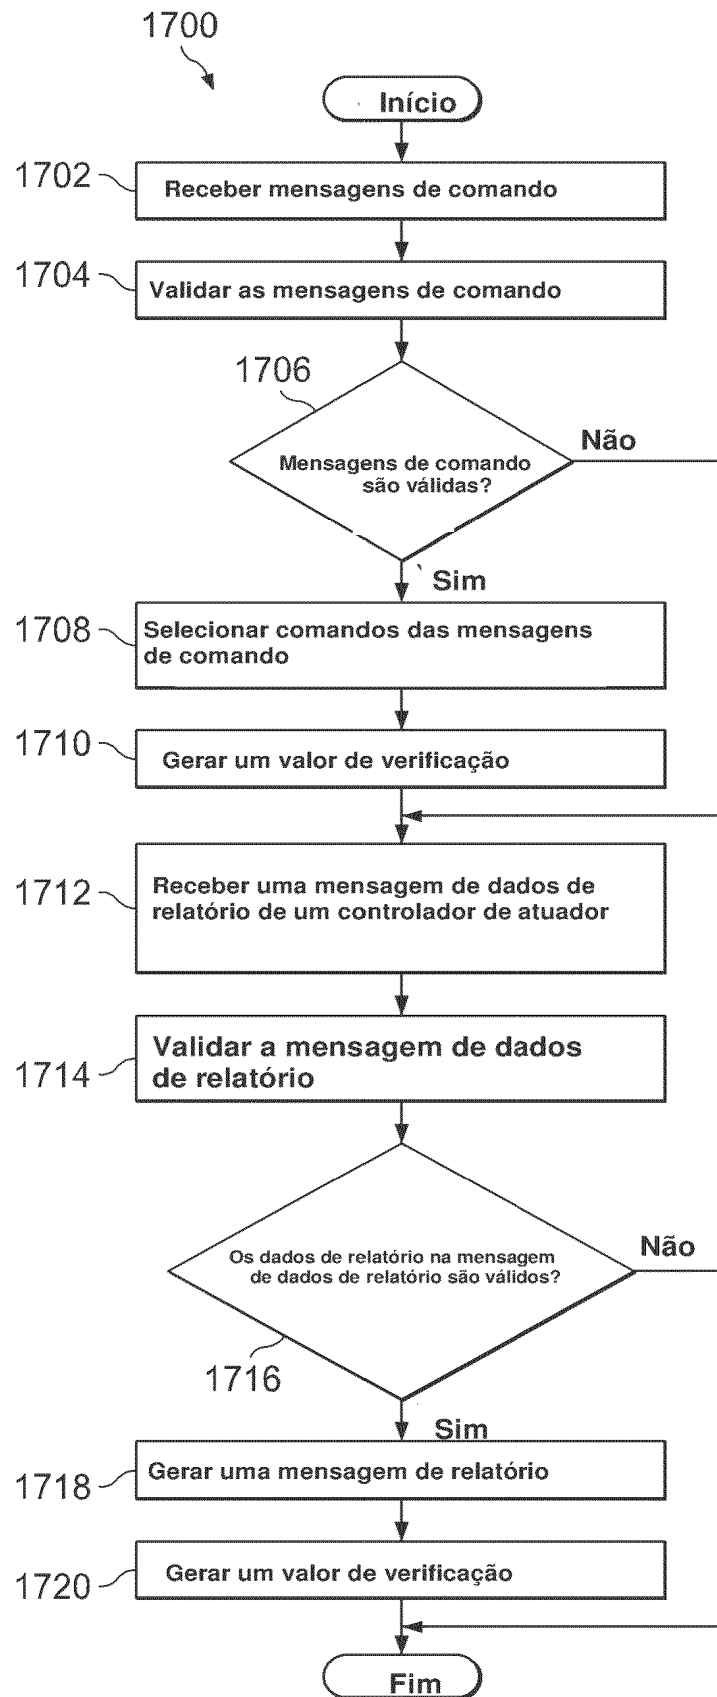 1700
Início
1702
Receber mensagens de comando
1704
Validar as mensagens de comando
1706
Mensagens de comando
são válidas?
Não
Sim
1708
Selecionar comandos das mensagens
de comando
1710
Gerar um valor de verificação
1712
Receber uma mensagem de dados de
relatório de um controlador de atuador
1714
Validar a mensagem de dados
de relatório
Os dados de relatório na mensagem
de dados de relatório são válidos?
Não
1716
Sim
1718
Gerar uma mensagem de relatório
1720
Gerar um valor de verificação
Fim